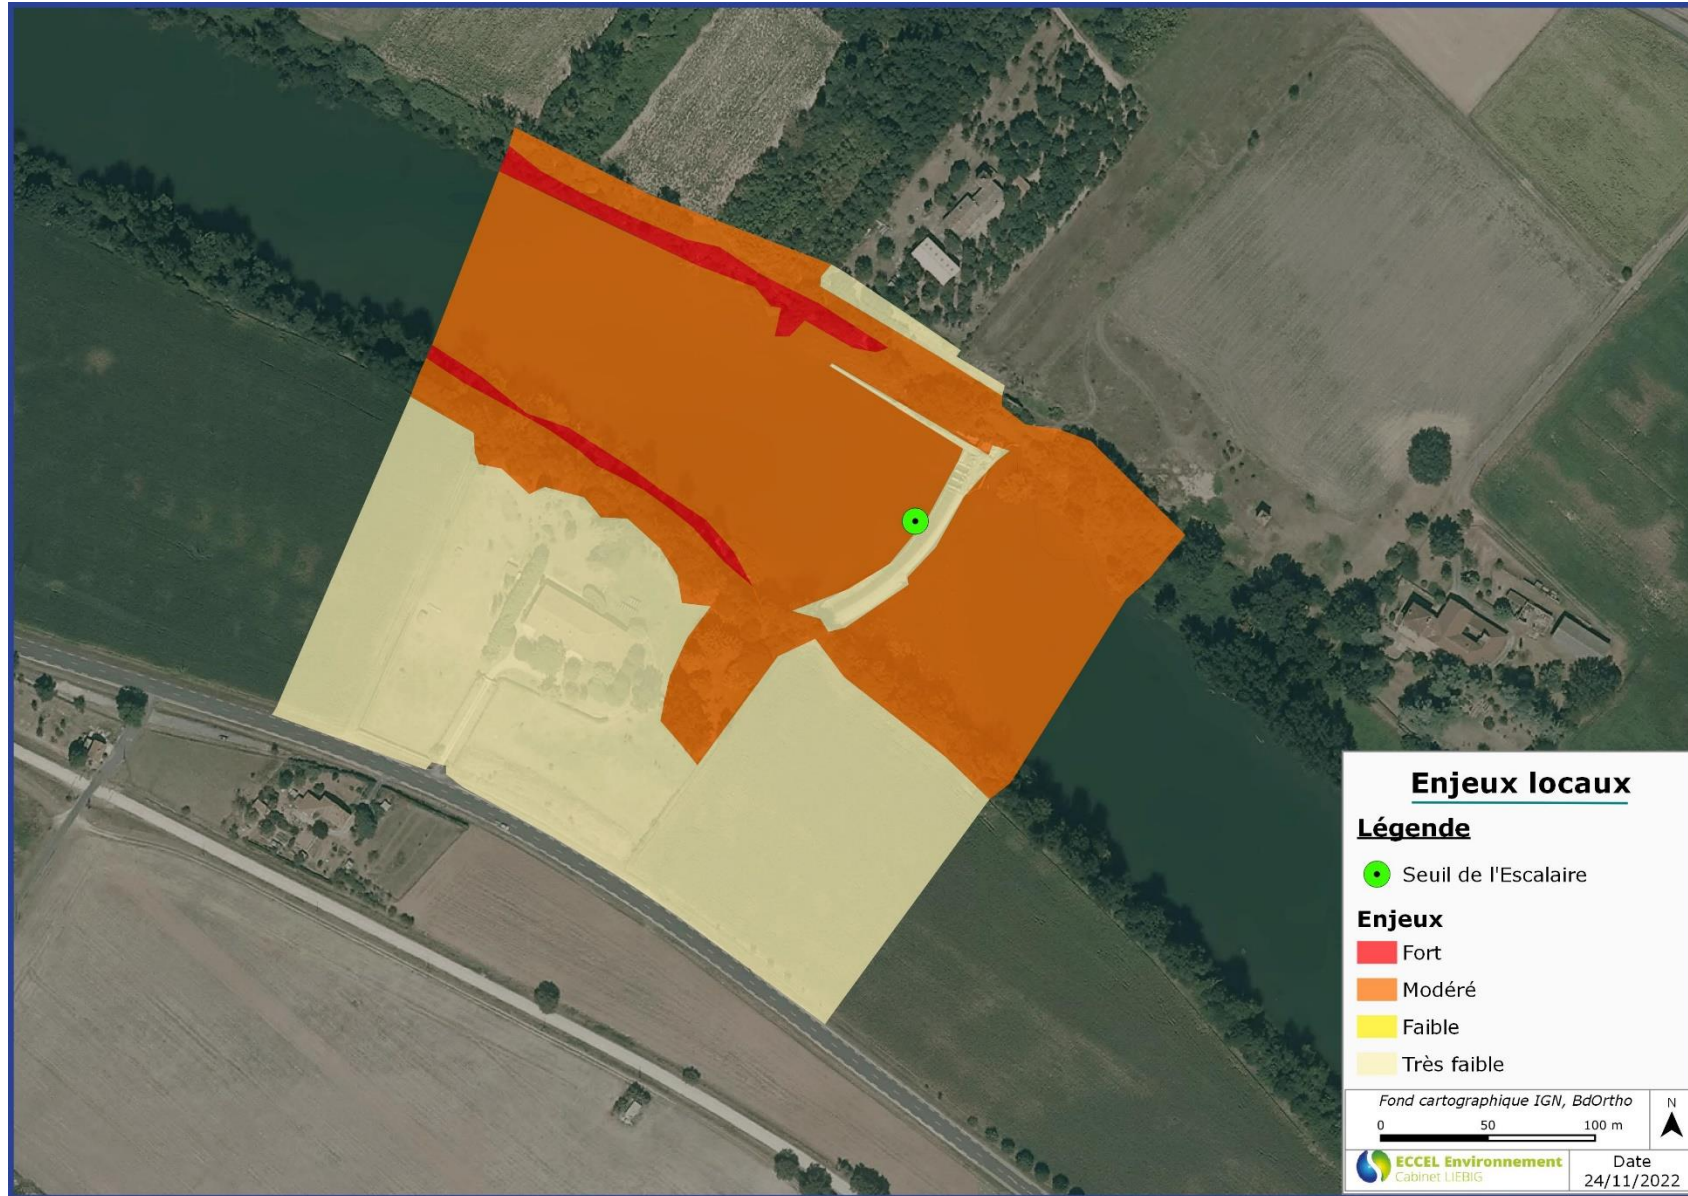 Enjeux locaux
Légende
Seuil de l'Escalaire
Enjeux
Fort
Modéré
Faible
Très faible
Fond cartographique IGN, BdOrtho
N
0 50 100 m
ECCEL Environnement
Cabinet LIEBIG
Date
24/11/2022